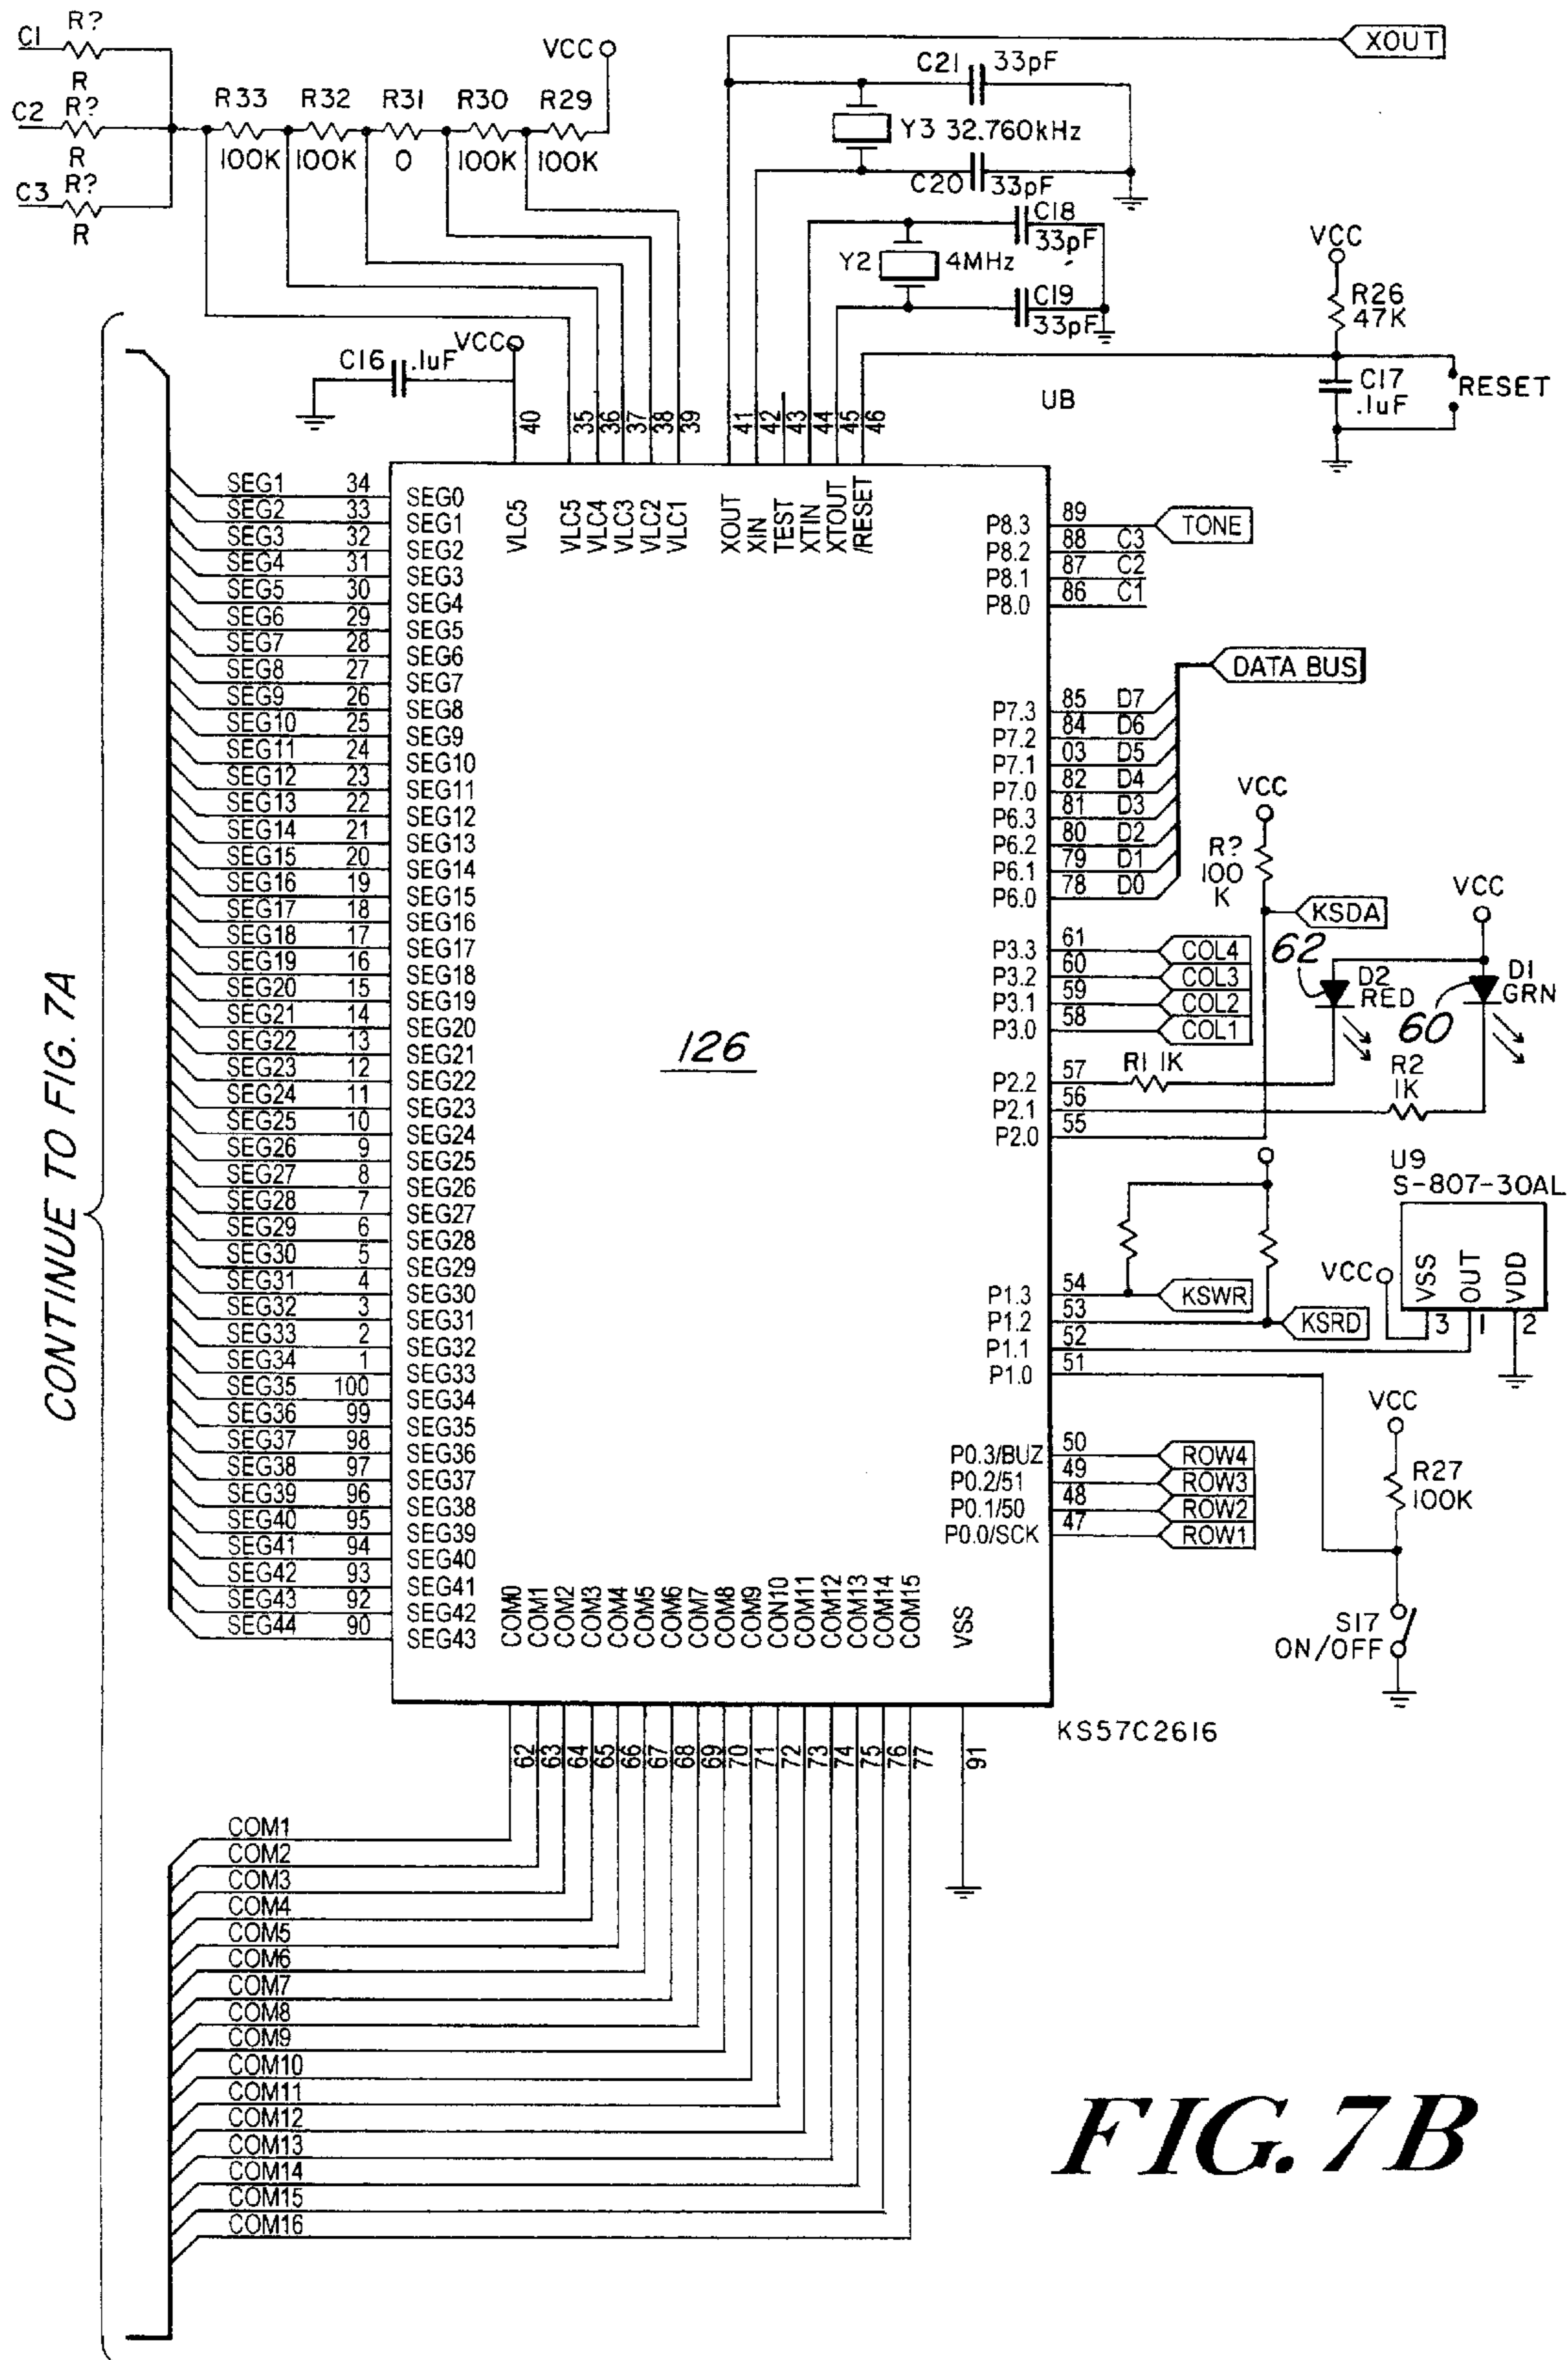 C1 R? R
C2 R? R
C3 R? R
R33 R32 R31 R30 R29
100K 100K 0 100K 100K
VCC
XOUT
C21 33pF
Y3 32.760kHz
C20 33pF
C18 33pF
Y2 4MHz
C19 33pF
VCC
R26 47K
C17 .1uF
RESET
C16 .1uF
VCC
UB
40 35 36 37 38 39 41 42 43 44 45 46
VLC5 VLC5 VLC4 VLC3 VLC2 VLC1 XOUT XIN TEST XTIN XTOUT /RESET
CONTINUE TO FIG. 7A
SEG1 34 SEG0
SEG2 33 SEG1
SEG3 32 SEG2
SEG4 31 SEG3
SEG5 30 SEG4
SEG6 29 SEG5
SEG7 28 SEG6
SEG8 27 SEG7
SEG9 26 SEG8
SEG10 25 SEG9
SEG11 24 SEG10
SEG12 23 SEG11
SEG13 22 SEG12
SEG14 21 SEG13
SEG15 20 SEG14
SEG16 19 SEG15
SEG17 18 SEG16
SEG18 17 SEG17
SEG19 16 SEG18
SEG20 15 SEG19
SEG21 14 SEG20
SEG22 13 SEG21
SEG23 12 SEG22
SEG24 11 SEG23
SEG25 10 SEG24
SEG26 9 SEG25
SEG27 8 SEG26
SEG28 7 SEG27
SEG29 6 SEG28
SEG30 5 SEG29
SEG31 4 SEG30
SEG32 3 SEG31
SEG33 2 SEG32
SEG34 1 SEG33
SEG35 100 SEG34
SEG36 99 SEG35
SEG37 98 SEG36
SEG38 97 SEG37
SEG39 96 SEG38
SEG40 95 SEG39
SEG41 94 SEG40
SEG42 93 SEG41
SEG43 92 SEG42
SEG44 90 SEG43
126
P8.3 89 TONE
P8.2 88 C3
P8.1 87 C2
P8.0 86 C1
DATA BUS
P7.3 85 D7
P7.2 84 D6
P7.1 03 D5
P7.0 82 D4
P6.3 81 D3
P6.2 80 D2
P6.1 79 D1
P6.0 78 D0
VCC
R? 100 K
KSDA
P3.3 61 COL4
P3.2 60 COL3
P3.1 59 COL2
P3.0 58 COL1
62 D2 RED
VCC
60 D1 GRN
P2.2 57 R1 1K
P2.1 56 R2 1K
P2.0 55
U9
S-807-30AL
VCC
VSS OUT VDD
3 1 2
P1.3 54 KSWR
P1.2 53 KSRD
P1.1 52
P1.0 51
VCC
R27 100K
S17
ON/OFF
P0.3/BUZ 50 ROW4
P0.2/51 49 ROW3
P0.1/50 48 ROW2
P0.0/SCK 47 ROW1
COM0 COM1 COM2 COM3 COM4 COM5 COM6 COM7 COM8 COM9 CON10 COM11 COM12 COM13 COM14 COM15 VSS
KS57C2616
62 63 64 65 66 67 68 69 70 71 72 73 74 75 76 77 91
COM1
COM2
COM3
COM4
COM5
COM6
COM7
COM8
COM9
COM10
COM11
COM12
COM13
COM14
COM15
COM16
FIG. 7B